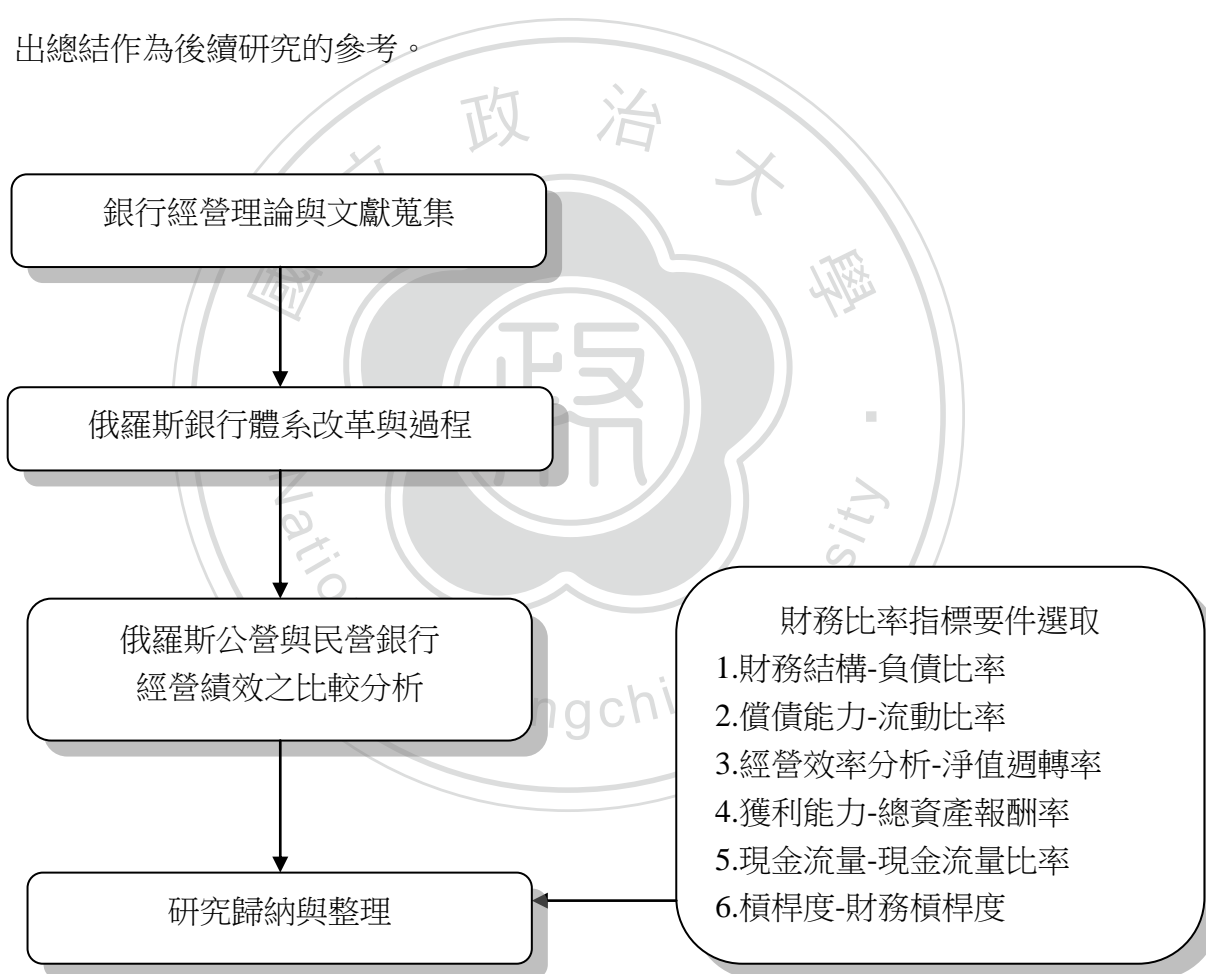 出總結作為後續研究的參考。
政治大學
銀行經營理論與文獻蒐集
俄羅斯銀行體系改革與過程
俄羅斯公營與民營銀行
經營績效之比較分析
研究歸納與整理
財務比率指標要件選取
1.財務結構-負債比率
2.償債能力-流動比率
3.經營效率分析-淨值週轉率
4.獲利能力-總資產報酬率
5.現金流量-現金流量比率
6.槓桿度-財務槓桿度